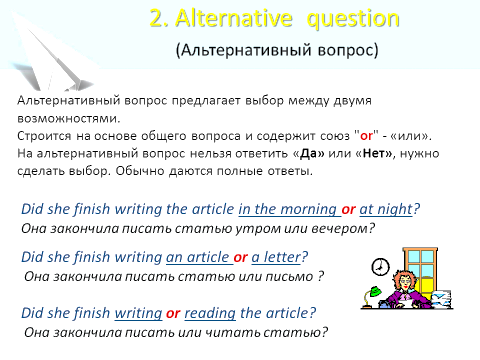 2. Alternative question
(Альтернативный вопрос)
Альтернативный вопрос предлагает выбор между двумя
возможностями.
Строится на основе общего вопроса и содержит союз "or" - «или».
На альтернативный вопрос нельзя ответить «Да» или «Нет», нужно
сделать выбор. Обычно даются полные ответы.
Did she finish writing the article in the morning or at night?
Она закончила писать статью утром или вечером?
Did she finish writing an article or a letter?
Она закончила писать статью или письмо ?
Did she finish writing or reading the article?
Она закончила писать или читать статью?